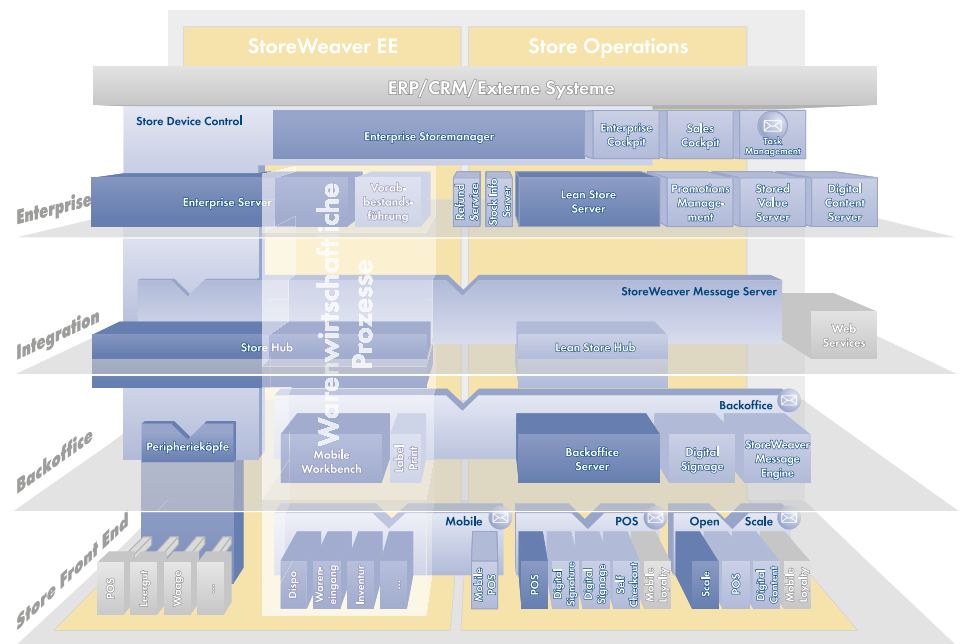 StoreWeaver EE
Store Operations
ERP/CRM/Externe Systeme
Store Device Control
Enterprise Storemanager
Enterprise
Cockpit
Sales
Cockpit
Task
Management
Enterprise
Enterprise Server
Vorab-
bestands-
führung
Refund
Service
Stock Info
Server
Lean Store
Server
Promotions
Manage-
ment
Stored
Value
Server
Digital
Content
Server
Warenwirtschaftliche
Prozesse
Integration
StoreWeaver Message Server
Store Hub
Lean Store Hub
Web
Services
Backoffice
Backoffice
Peripherieköpfe
Mobile
Workbench
Label
Print
Backoffice
Server
Digital
Signage
StoreWeaver
Message
Engine
Store Front End
Mobile
POS
Open
Scale
POS
Leergut
Waage
...
Dispo
Waren-
eingang
Inventur
...
Mobile
POS
POS
Digital
Signature
Digital
Signage
Self
Checkout
Mobile
Loyalty
Scale
POS
Digital
Content
Mobile
Loyalty